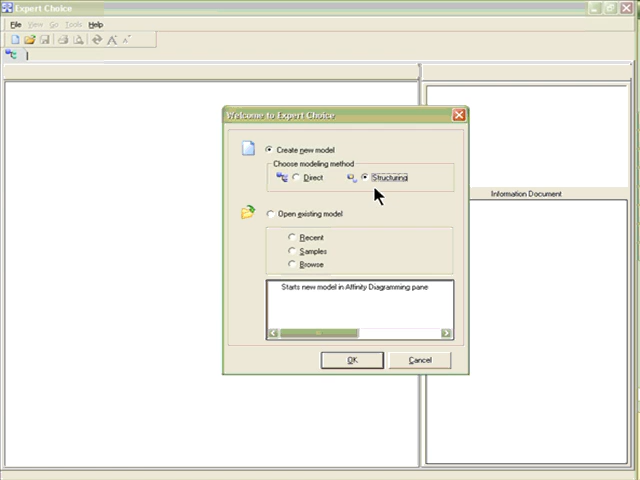 Expert Choice
File View Go Tools Help
Welcome to Expert Choice
Create new model
Choose modeling method
Direct Structuring
Information Document
Open existing model
Recent
Samples
Browse
Starts new model in Affinity Diagramming pane
OK Cancel